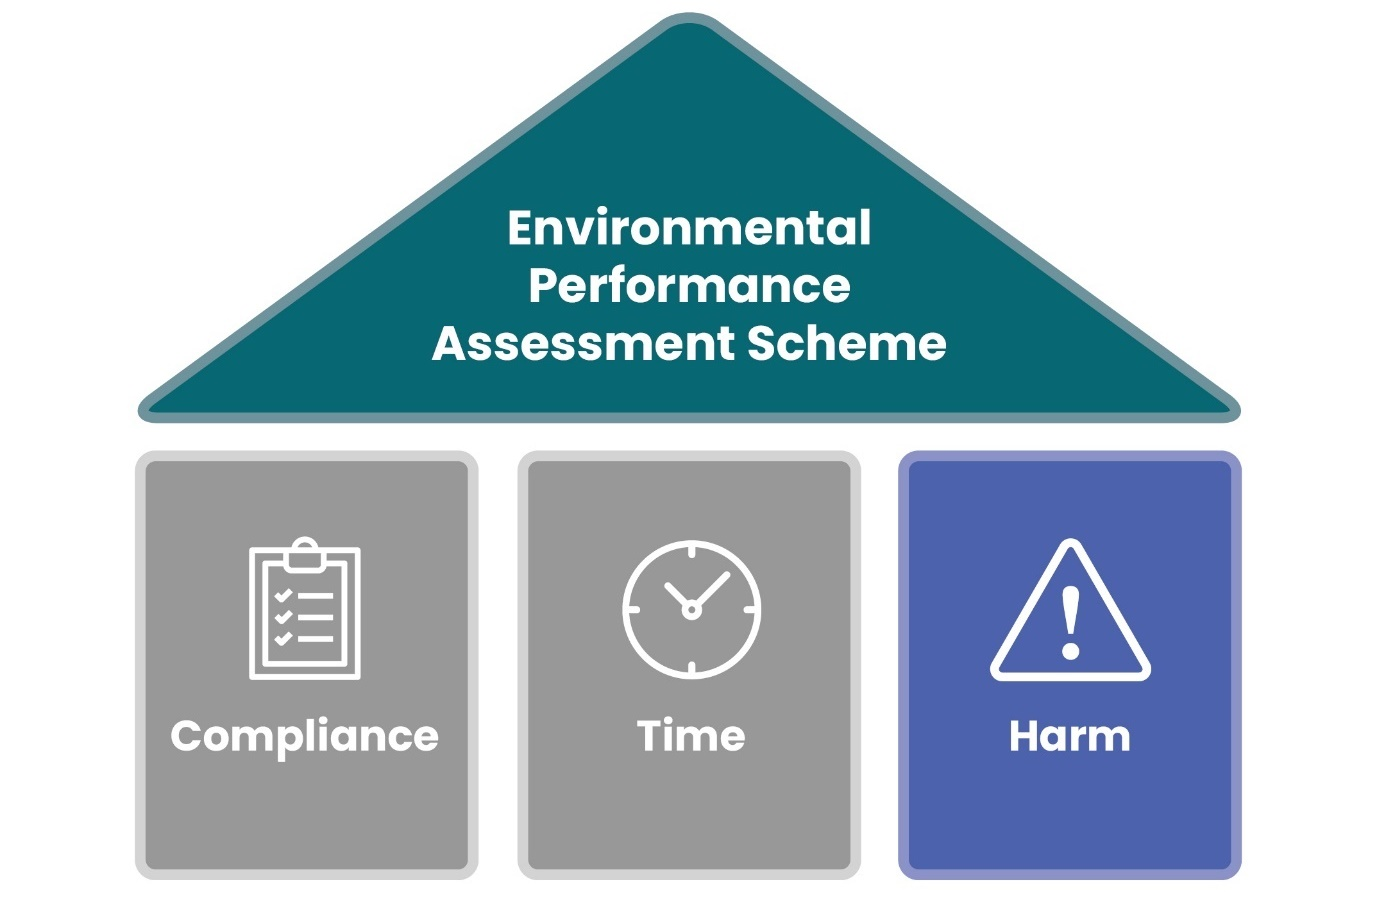 Environmental
Performance
Assessment Scheme
Compliance
Time
Harm